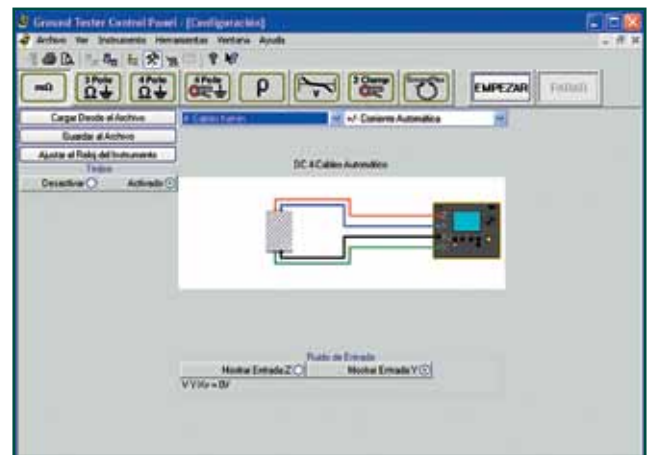 Ground Tester Control Panel - [Configuración]
Archivo Ver Instrumento Herramientas Ventana Ayuda
mΩ
3 Pole
Ω
4 Pole
Ω
4 Pole
ρ
V
2 Clamp
EMPEZAR
Cargar Desde el Archivo
+/- Corriente Automática
Guardar al Archivo
Ajustar el Reloj del Instrumento
Timbre
Desactivar Activado
DC 4-Cables Automático
Ruido de Entrada
Mostrar Entrada Z Mostrar Entrada Y